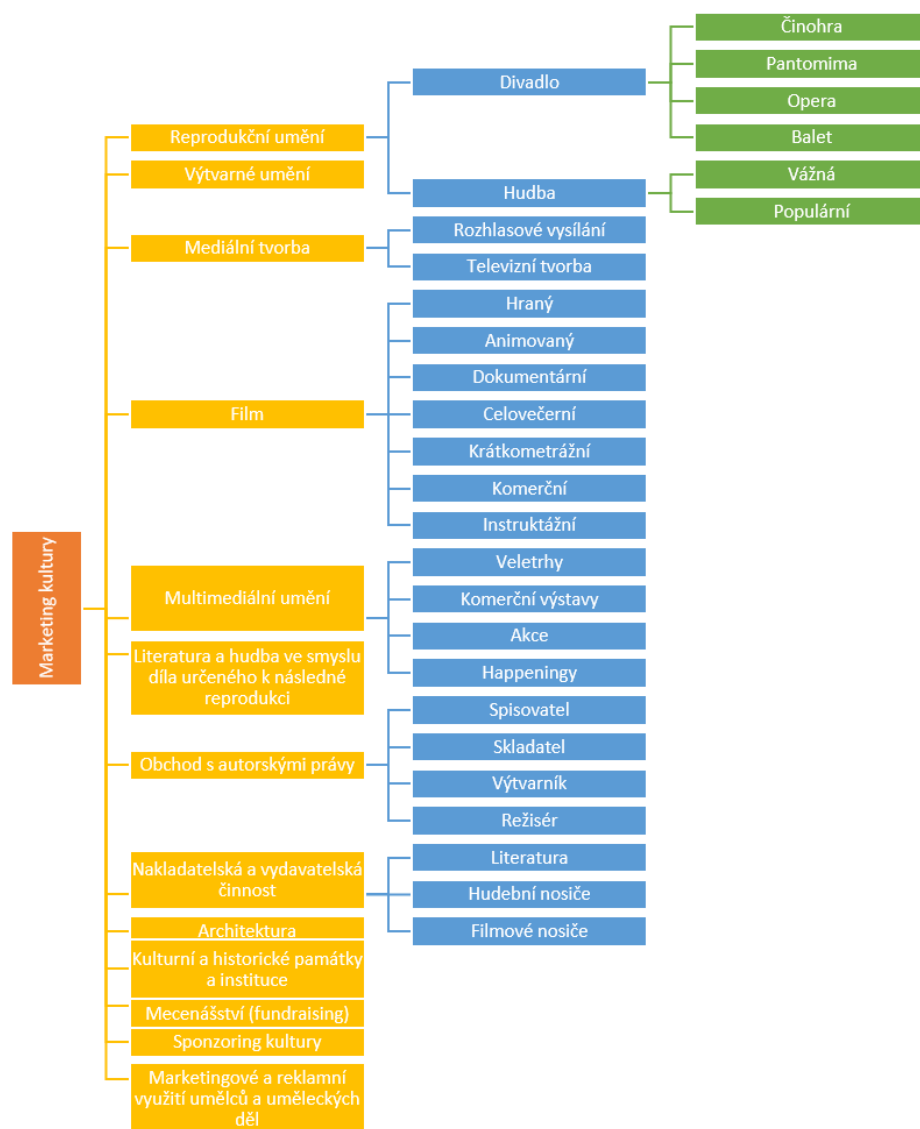 Marketing kultury
Reprodukční umění
Divadlo
Činohra
Pantomima
Opera
Balet
Hudba
Vážná
Populární
Výtvarné umění
Mediální tvorba
Rozhlasové vysílání
Televizní tvorba
Film
Hraný
Animovaný
Dokumentární
Celovečerní
Krátkometrážní
Komerční
Instruktážní
Multimediální umění
Veletrhy
Komerční výstavy
Akce
Happeningy
Literatura a hudba ve smyslu
díla určeného k následné
reprodukci
Obchod s autorskými právy
Spisovatel
Skladatel
Výtvarník
Režisér
Nakladatelská a vydavatelská
činnost
Literatura
Hudební nosiče
Filmové nosiče
Architektura
Kulturní a historické památky
a instituce
Mecenášství (fundraising)
Sponzoring kultury
Marketingové a reklamní
využití umělců a uměleckých
děl